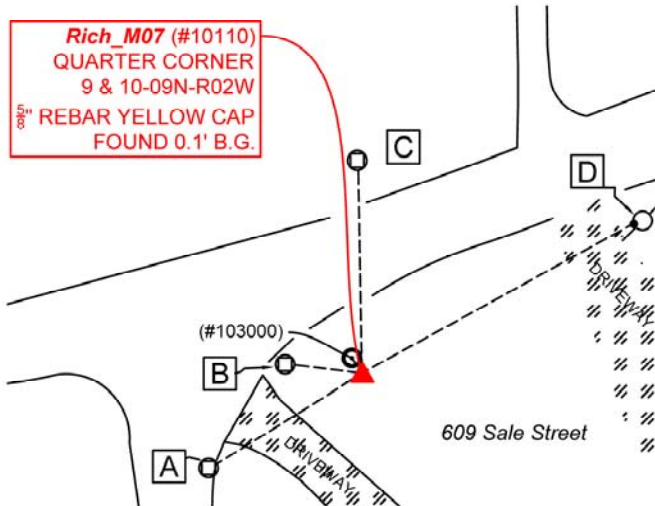 Rich_M07 (#10110)
QUARTER CORNER
9 & 10-09N-R02W
5/8" REBAR YELLOW CAP
FOUND 0.1' B.G.
C
D
DRIVEWAY
(#103000)
B
609 Sale Street
A
DRIVEWAY